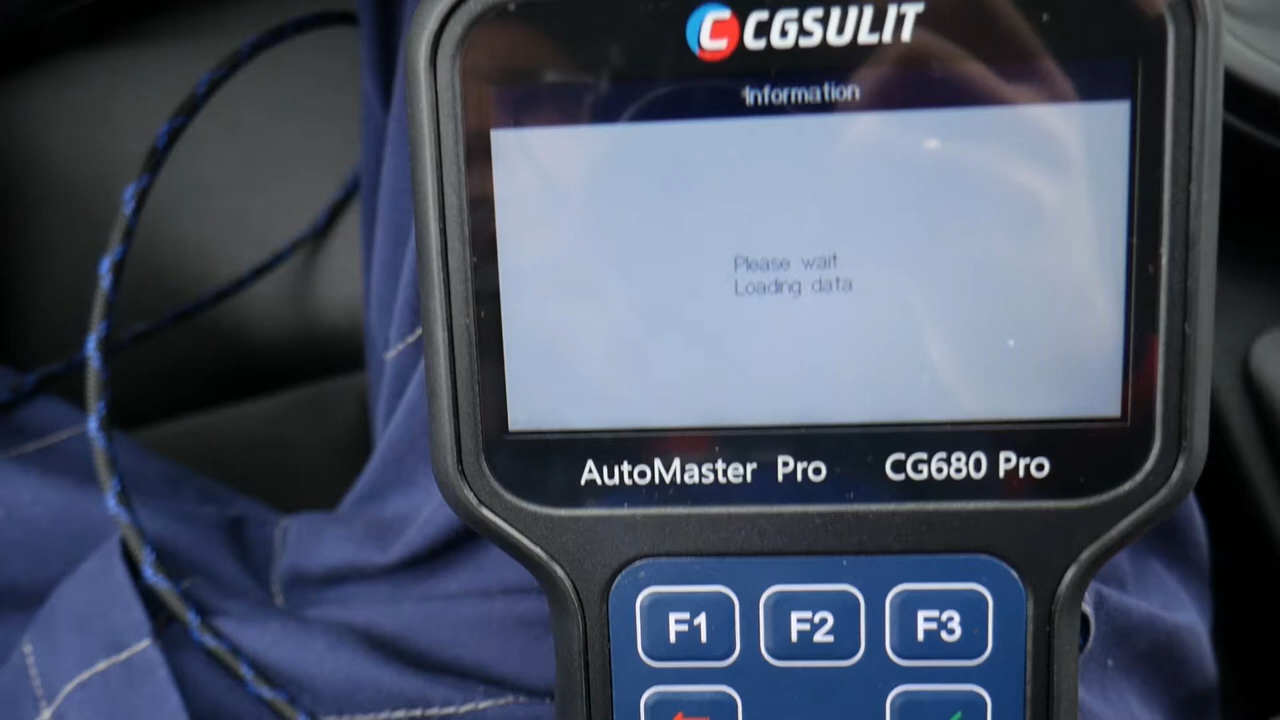 CGSULIT
Information
Please wait
Loading data
AutoMaster Pro CG680 Pro
F1 F2 F3